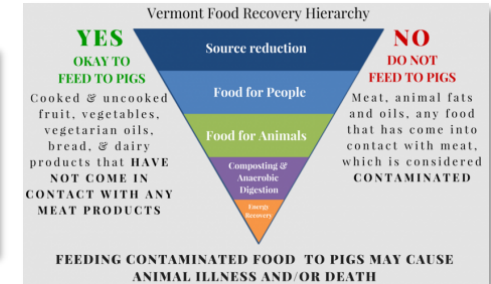 Vermont Food Recovery Hierarchy
YES
OKAY TO
FEED TO PIGS
Cooked & uncooked
fruit, vegetables,
vegetarian oils,
bread, & dairy
products that HAVE
NOT COME IN
CONTACT WITH ANY
MEAT PRODUCTS
Source reduction
Food for People
Food for Animals
Composting &
Anaerobic
Digestion
Energy
Recovery
NO
DO NOT
FEED TO PIGS
Meat, animal fats
and oils, any food
that has come into
contact with meat,
which is considered
CONTAMINATED
FEEDING CONTAMINATED FOOD TO PIGS MAY CAUSE
ANIMAL ILLNESS AND/OR DEATH